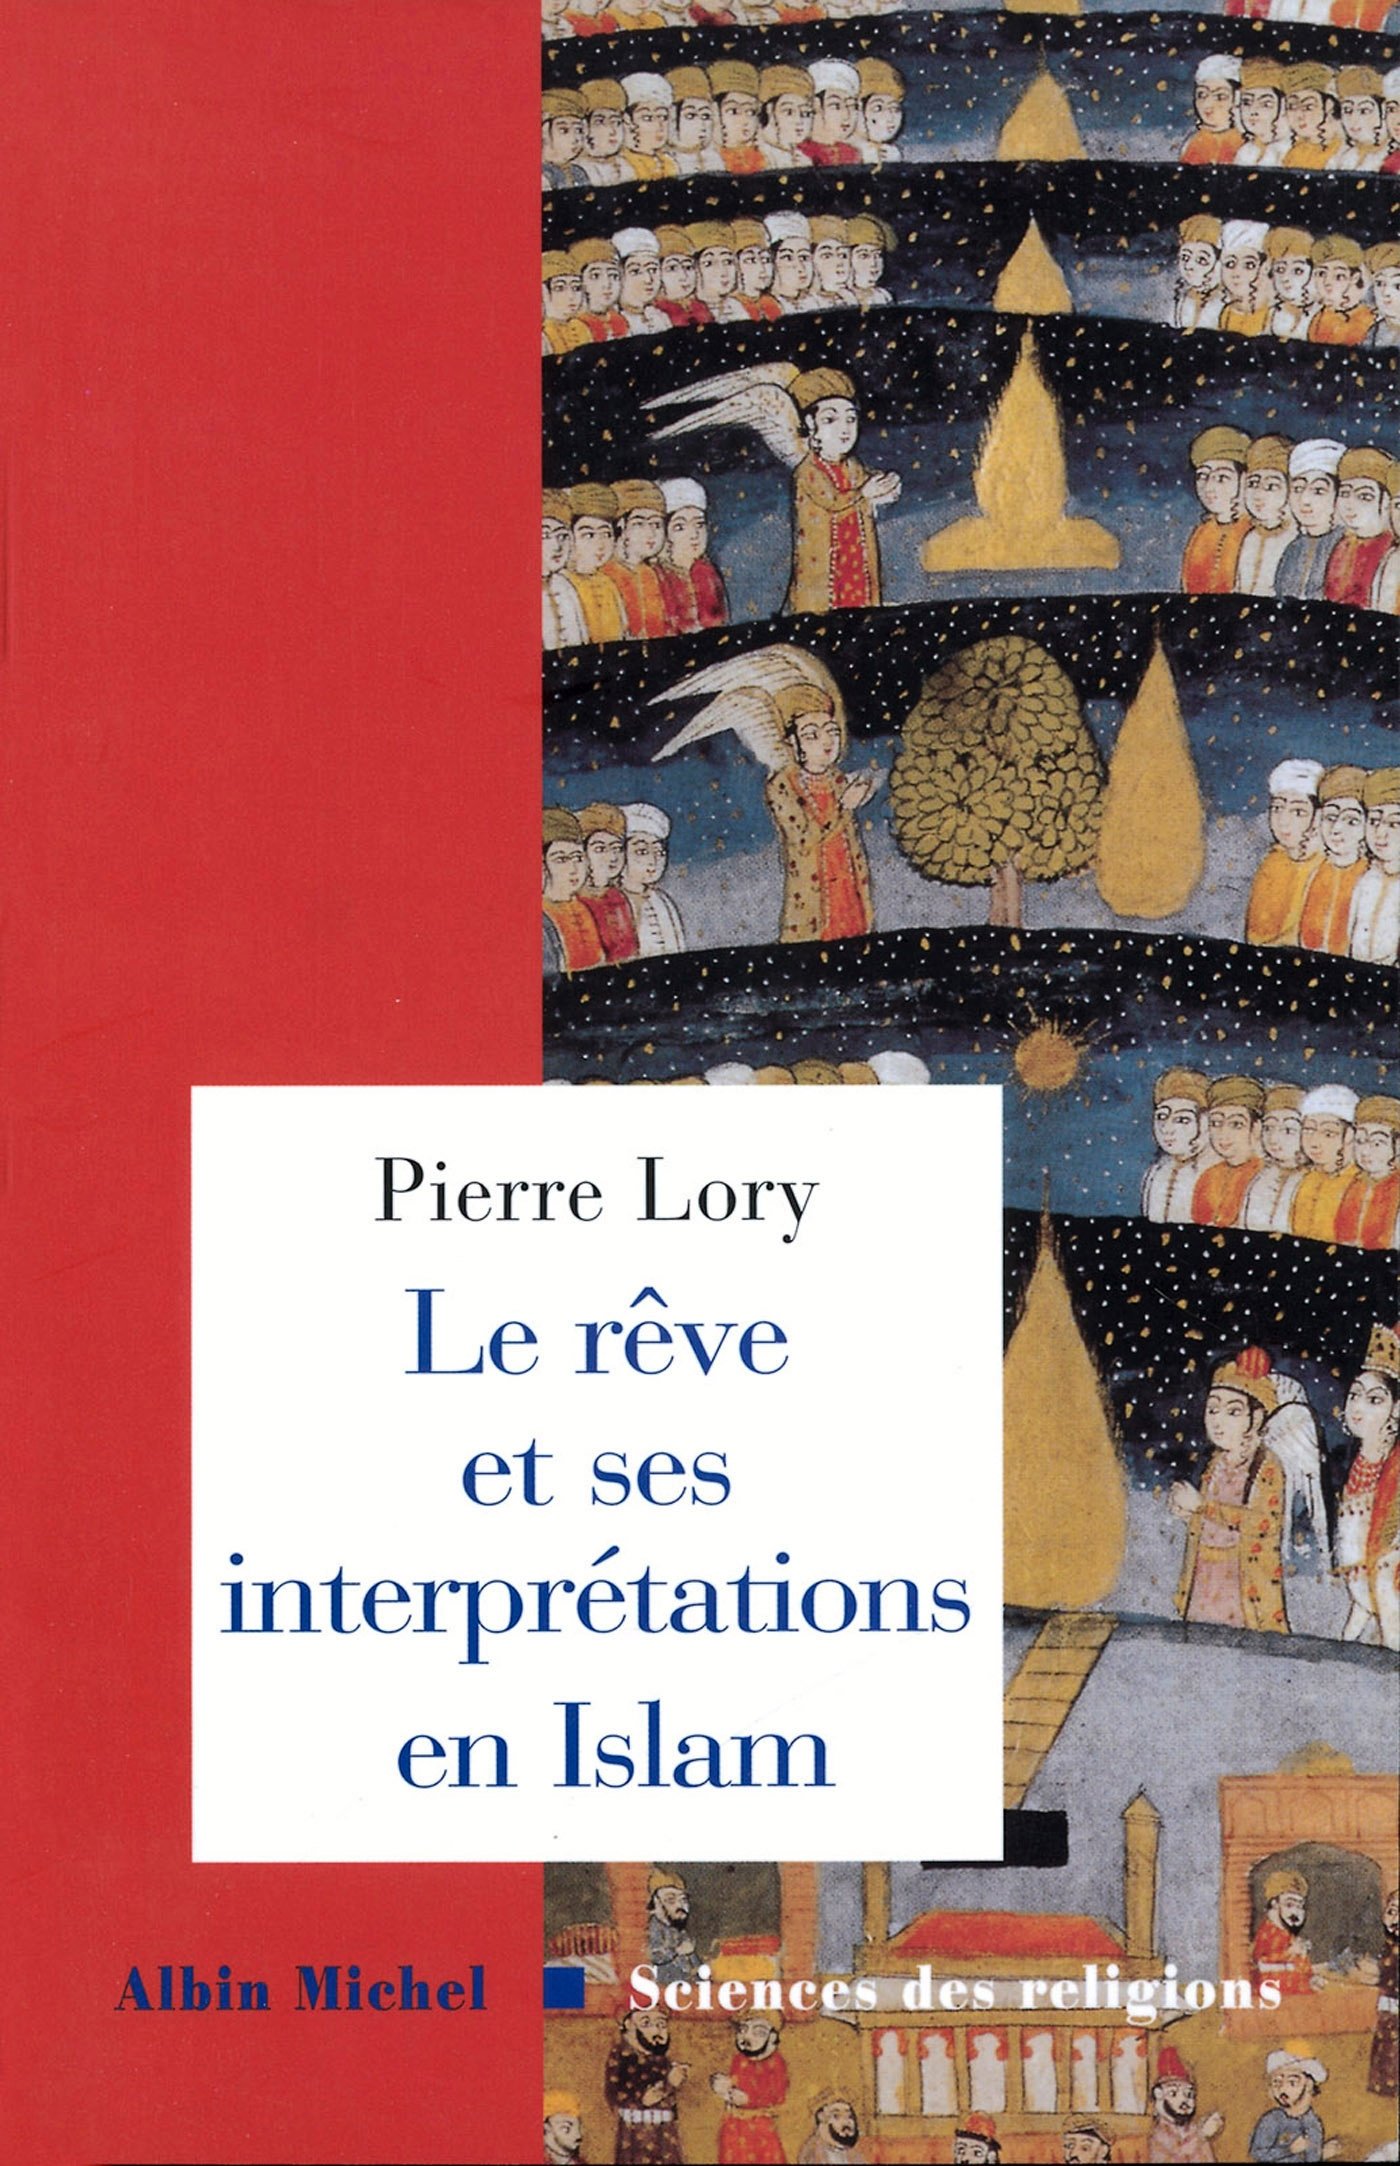 Pierre Lory
Le rêve
et ses
interprétations
en Islam
Albin Michel
Sciences des religions